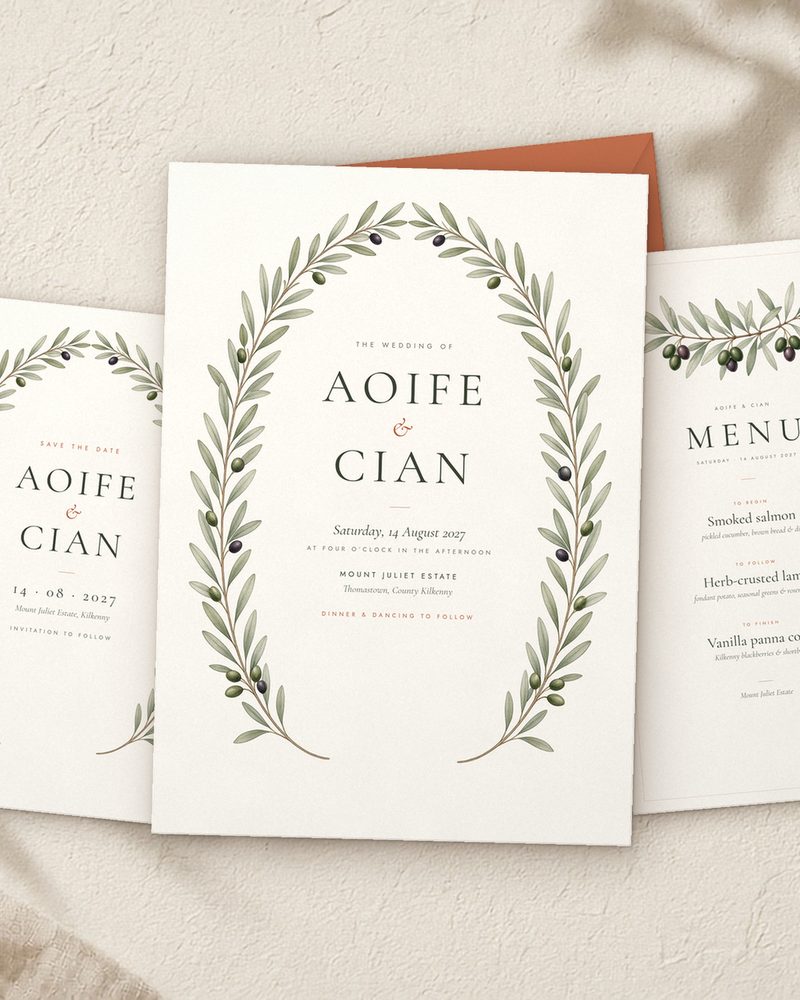 SAVE THE DATE
AOIFE
&
CIAN
14 · 08 · 2027
Mount Juliet Estate, Kilkenny
INVITATION TO FOLLOW
THE WEDDING OF
AOIFE
&
CIAN
Saturday, 14 August 2027
AT FOUR O'CLOCK IN THE AFTERNOON
MOUNT JULIET ESTATE
Thomastown, County Kilkenny
DINNER & DANCING TO FOLLOW
AOIFE & CIAN
MENU
SATURDAY · 14 AUGUST 2027
TO BEGIN
Smoked salmon
pickled cucumber, brown bread &
TO FOLLOW
Herb-crusted
fondant potato, seasonal greens &
TO FINISH
Vanilla panna
Kilkenny blackberries &
Mount Juliet Estate